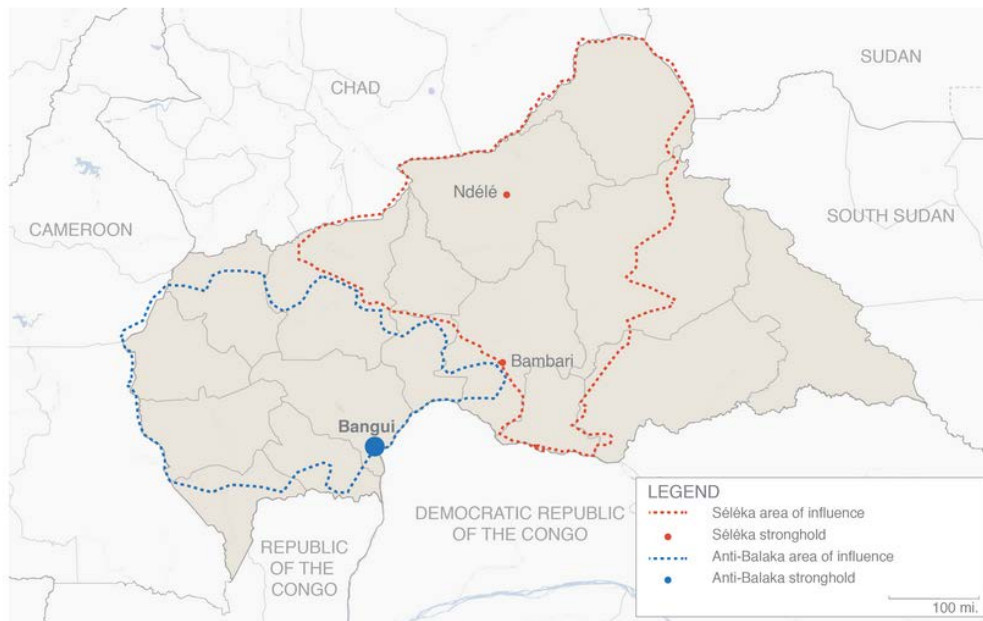 SUDAN
CHAD
Ndélé
SOUTH SUDAN
CAMEROON
Bambari
Bangui
DEMOCRATIC REPUBLIC
OF THE CONGO
REPUBLIC
OF THE
CONGO
LEGEND
Séléka area of influence
Séléka stronghold
Anti-Balaka area of influence
Anti-Balaka stronghold
100 mi.